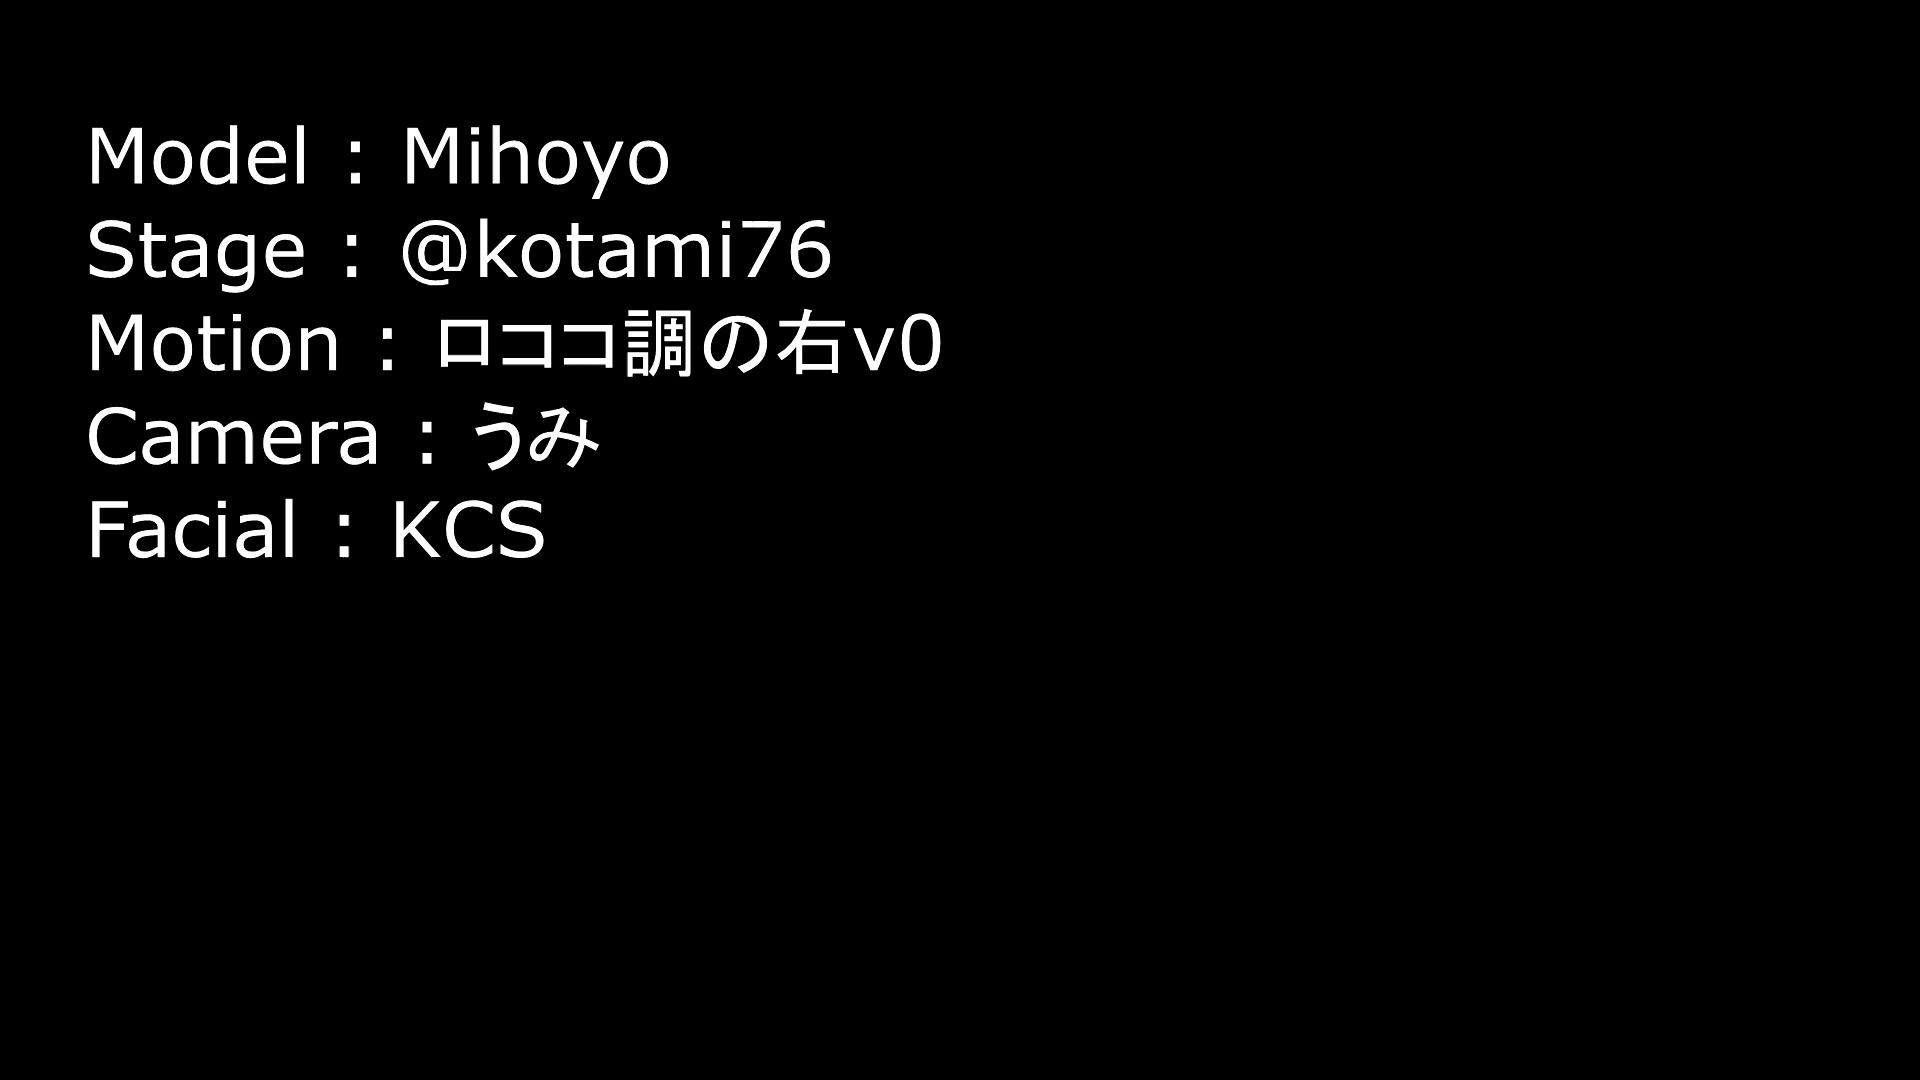 Model : Mihoyo
Stage : @kotami76
Motion : ロココ調の右v0
Camera : うみ
Facial : KCS